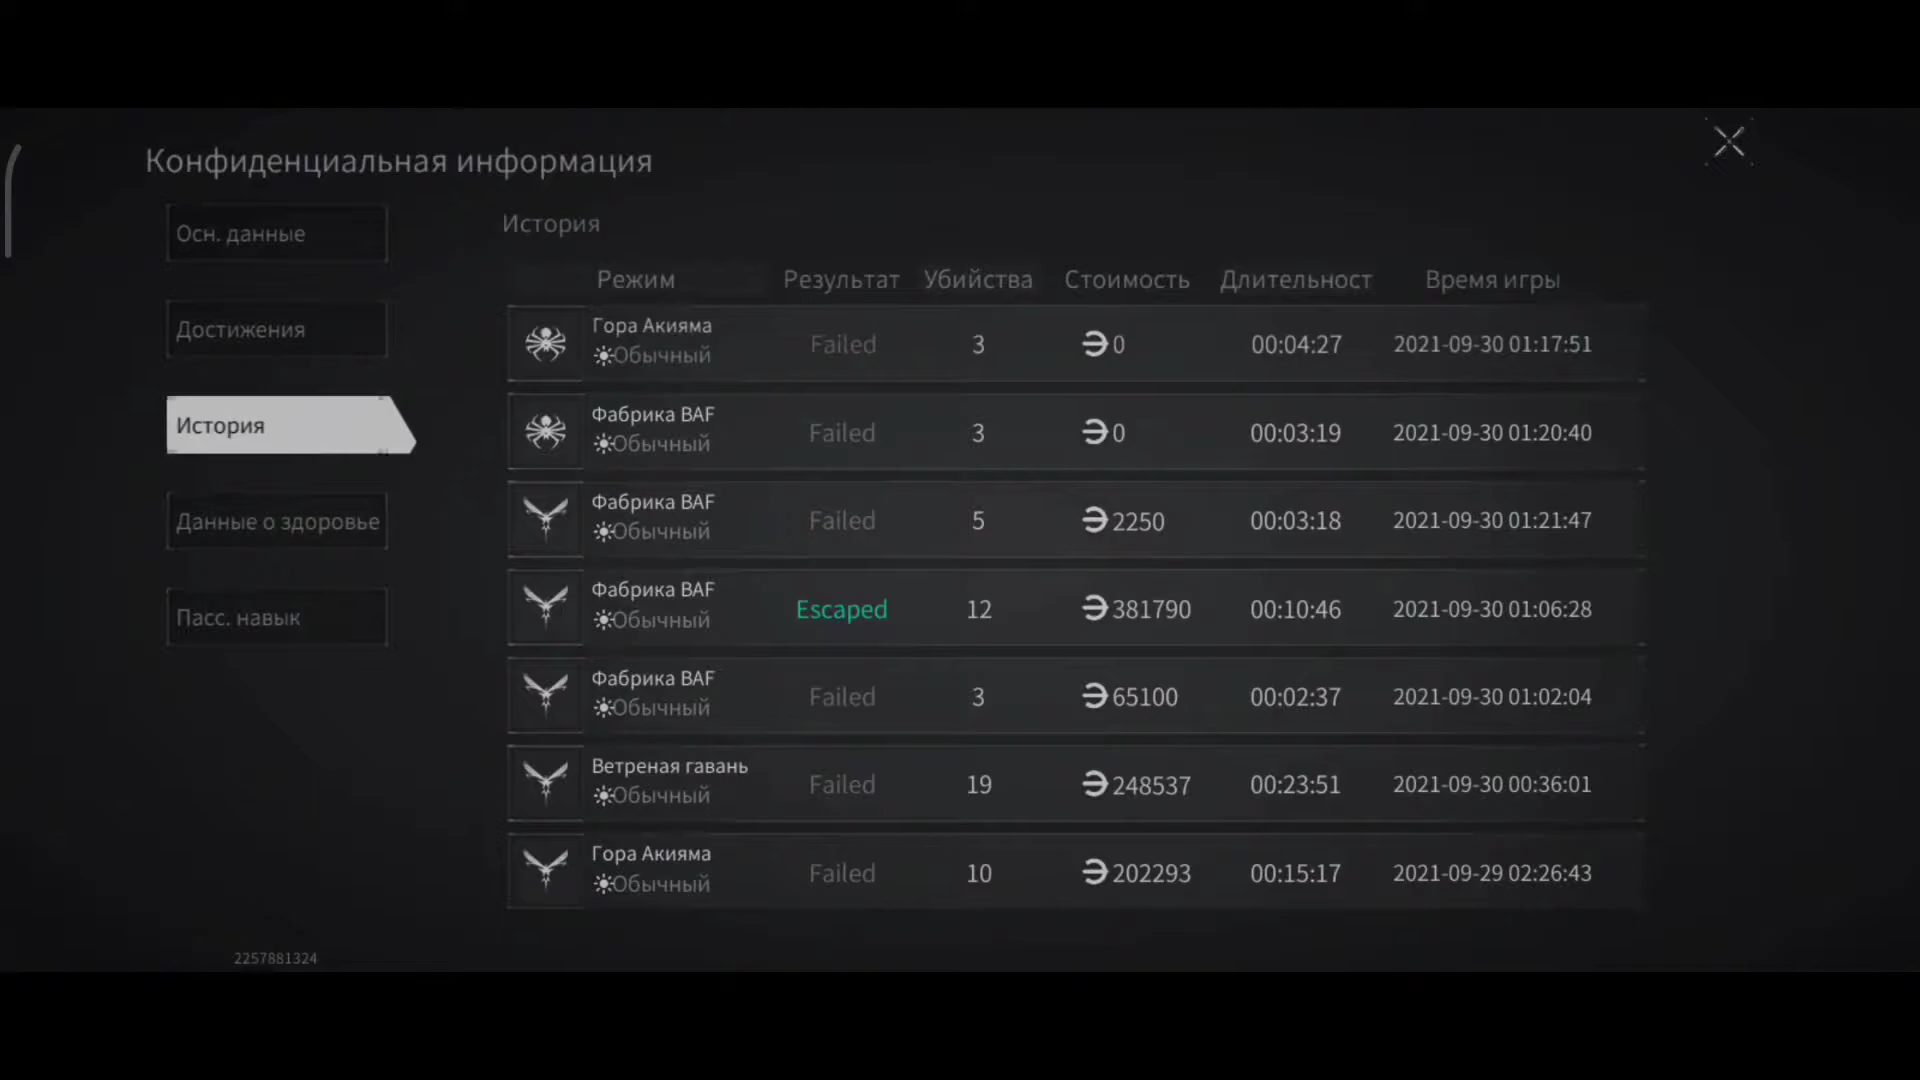 Конфиденциальная информация
Осн. данные
Достижения
История
Данные о здоровье
Пасс. навык
История
Режим Результат Убийства Стоимость Длительност Время игры
Гора Акияма
Обычный
Failed 3 0 00:04:27 2021-09-30 01:17:51
Фабрика BAF
Обычный
Failed 3 0 00:03:19 2021-09-30 01:20:40
Фабрика BAF
Обычный
Failed 5 2250 00:03:18 2021-09-30 01:21:47
Фабрика BAF
Обычный
Escaped 12 381790 00:10:46 2021-09-30 01:06:28
Фабрика BAF
Обычный
Failed 3 65100 00:02:37 2021-09-30 01:02:04
Ветреная гавань
Обычный
Failed 19 248537 00:23:51 2021-09-30 00:36:01
Гора Акияма
Обычный
Failed 10 202293 00:15:17 2021-09-29 02:26:43
2257881324